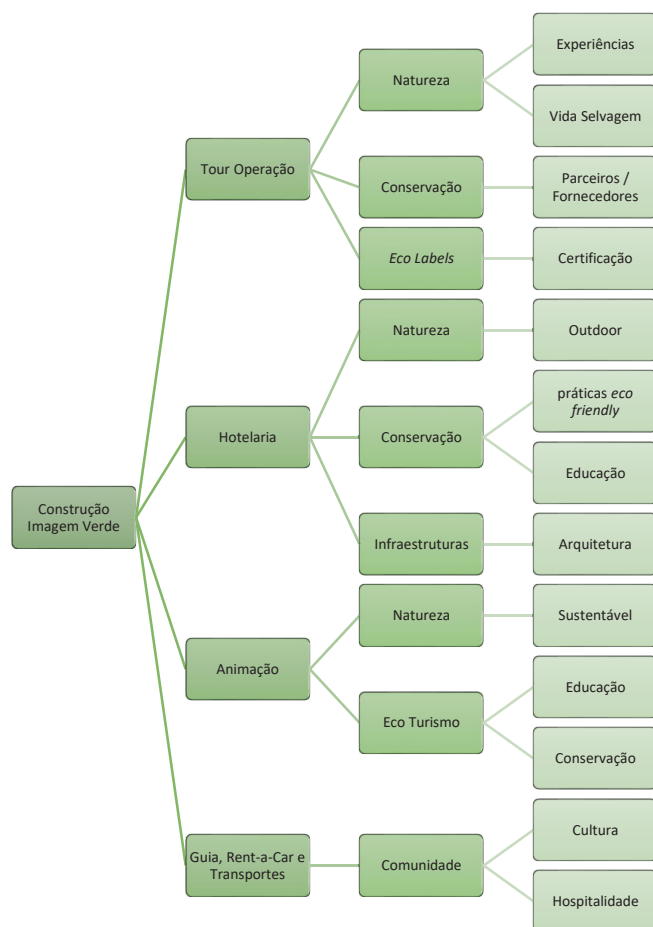 Construção
Imagem Verde
Tour Operação
Natureza
Experiências
Vida Selvagem
Conservação
Parceiros /
Fornecedores
Eco Labels
Certificação
Hotelaria
Natureza
Outdoor
Conservação
práticas eco
friendly
Educação
Infraestruturas
Arquitetura
Animação
Natureza
Sustentável
Eco Turismo
Educação
Conservação
Guia, Rent-a-Car e
Transportes
Comunidade
Cultura
Hospitalidade